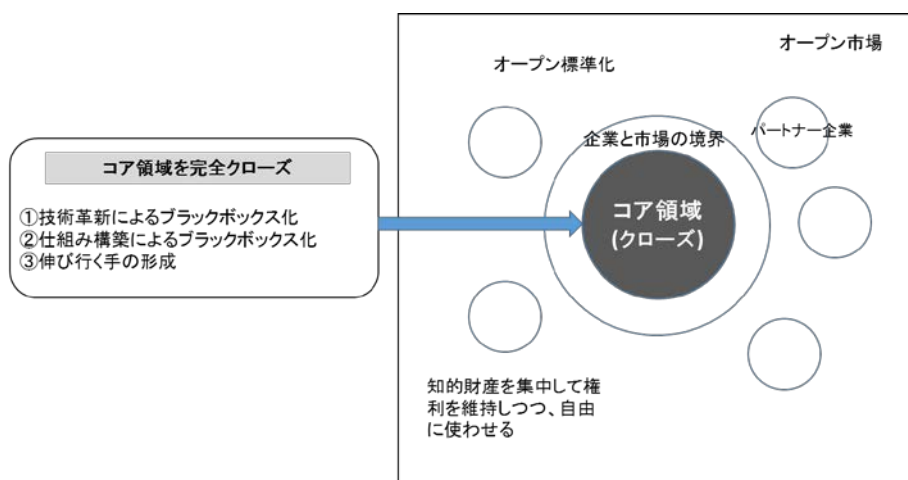 コア領域を完全クローズ
①技術革新によるブラックボックス化
②仕組み構築によるブラックボックス化
③伸び行く手の形成
オープン市場
オープン標準化
企業と市場の境界
パートナー企業
コア領域
(クローズ)
知的財産を集中して権
利を維持しつつ、自由
に使わせる